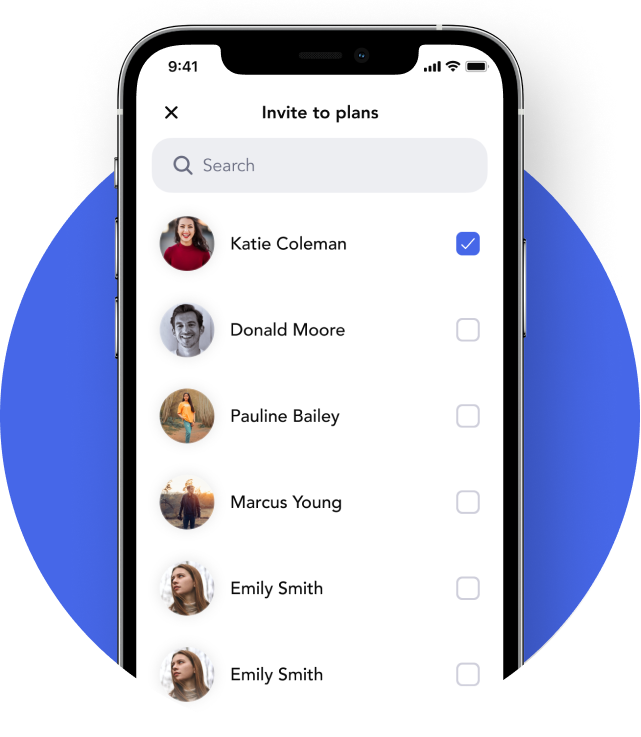 9:41
Invite to plans
Search
Katie Coleman
Donald Moore
Pauline Bailey
Marcus Young
Emily Smith
Emily Smith